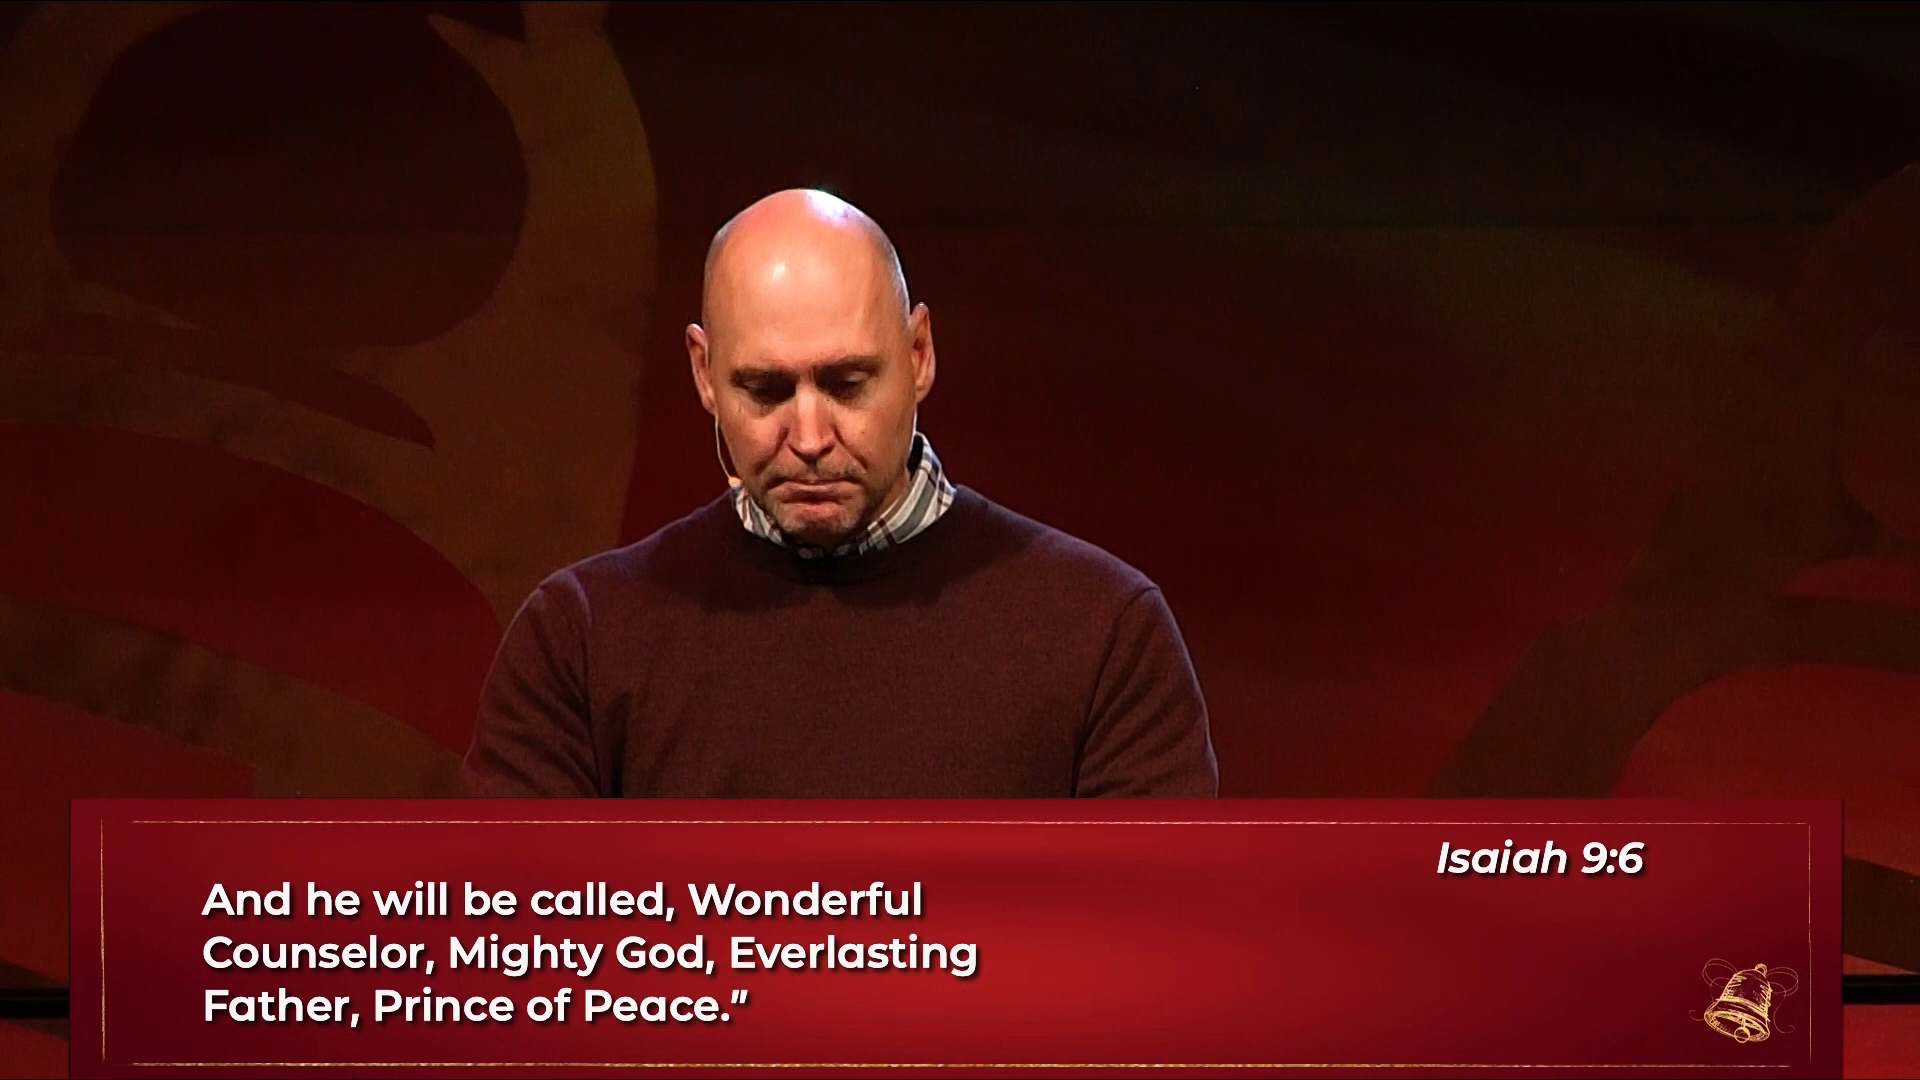 Isaiah 9:6
And he will be called, Wonderful
Counselor, Mighty God, Everlasting
Father, Prince of Peace.”